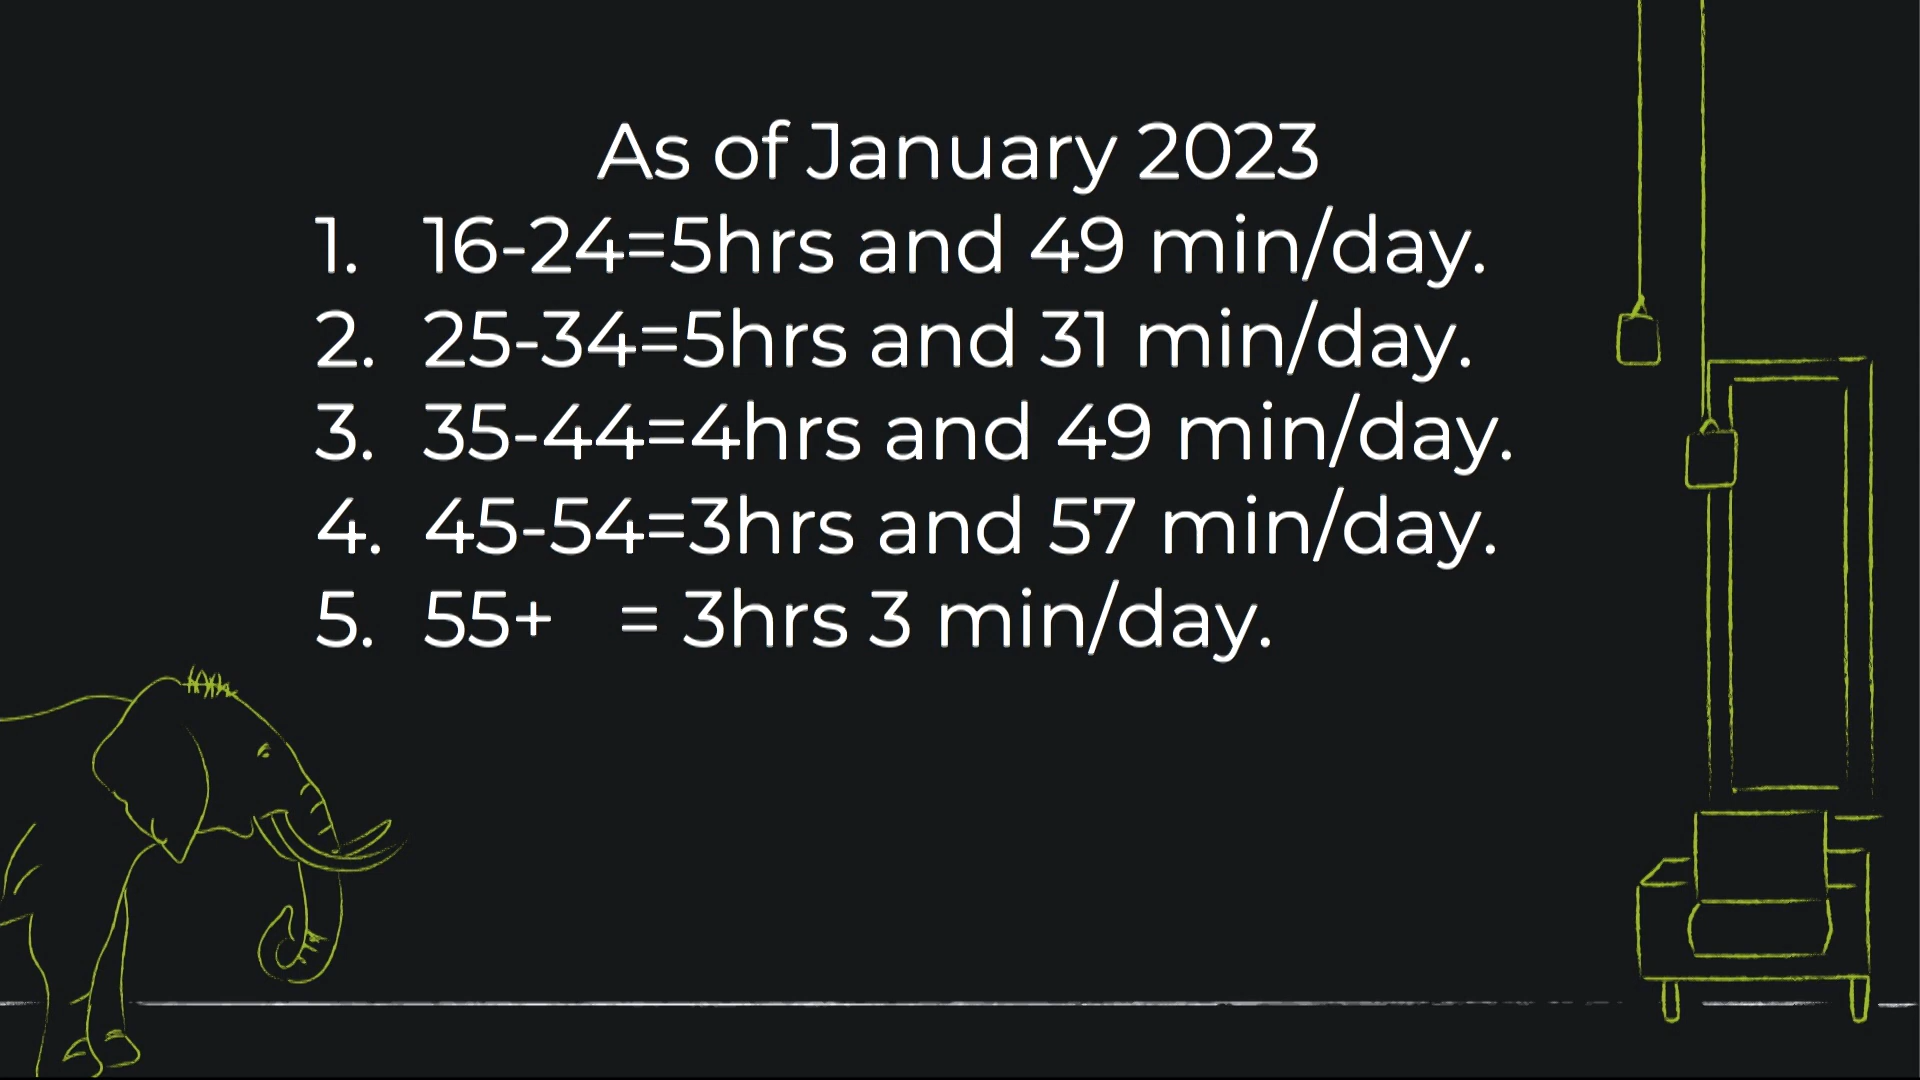 As of January 2023
1. 16-24=5hrs and 49 min/day.
2. 25-34=5hrs and 31 min/day.
3. 35-44=4hrs and 49 min/day.
4. 45-54=3hrs and 57 min/day.
5. 55+ = 3hrs 3 min/day.